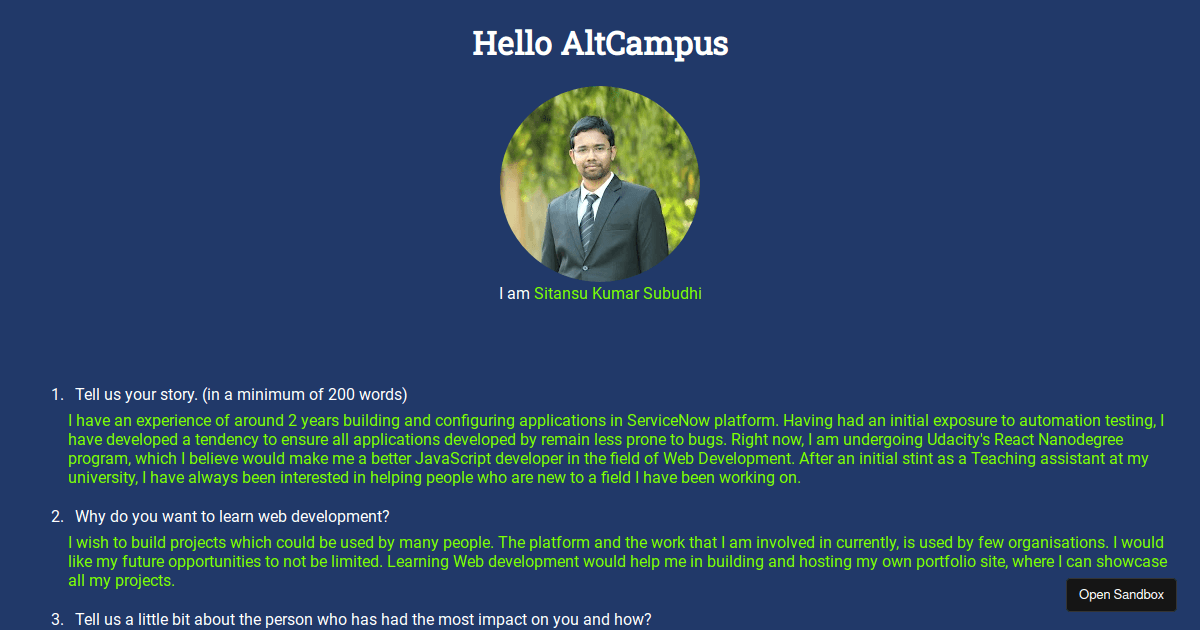 Hello AltCampus
I am Sitansu Kumar Subudhi
1. Tell us your story. (in a minimum of 200 words)
I have an experience of around 2 years building and configuring applications in ServiceNow platform. Having had an initial exposure to automation testing, I
have developed a tendency to ensure all applications developed by remain less prone to bugs. Right now, I am undergoing Udacity's React Nanodegree
program, which I believe would make me a better JavaScript developer in the field of Web Development. After an initial stint as a Teaching assistant at my
university, I have always been interested in helping people who are new to a field I have been working on.
2. Why do you want to learn web development?
I wish to build projects which could be used by many people. The platform and the work that I am involved in currently, is used by few organisations. I would
like my future opportunities to not be limited. Learning Web development would help me in building and hosting my own portfolio site, where I can showcase
all my projects.
Open Sandbox
3. Tell us a little bit about the person who has had the most impact on you and how?